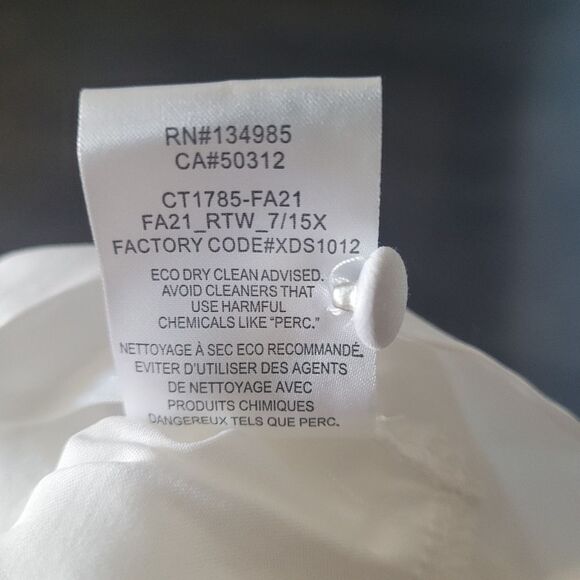 RN#134985
CA#50312
CT1785-FA21
FA21_RTW_7/15X
FACTORY CODE#XDS1012
ECO DRY CLEAN ADVISED.
AVOID CLEANERS THAT
USE HARMFUL
CHEMICALS LIKE "PERC."
NETTOYAGE À SEC ECO RECOMMANDÉ.
EVITER D'UTILISER DES AGENTS
DE NETTOYAGE AVEC
PRODUITS CHIMIQUES
DANGEREUX TELS QUE PERC.